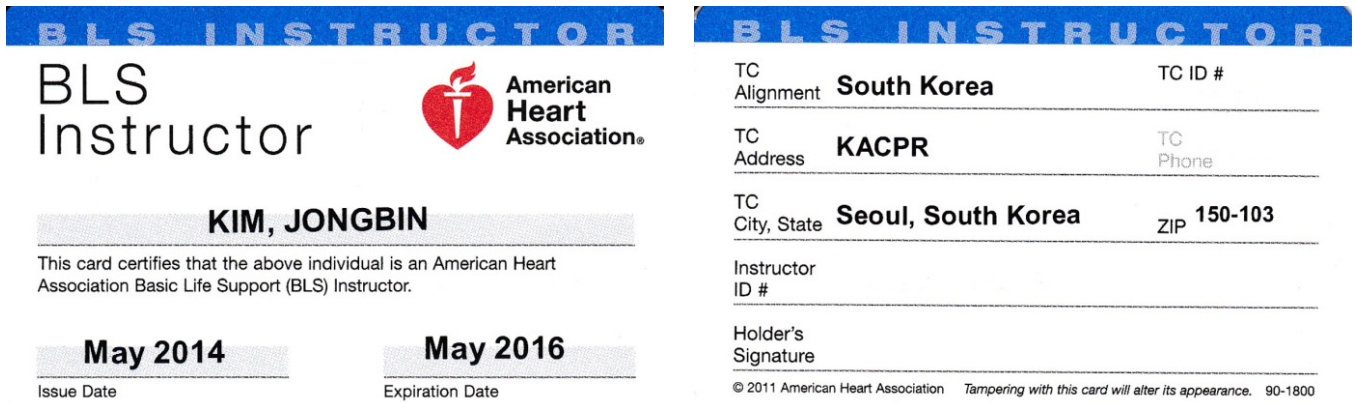 BLS INSTRUCTOR
BLS
Instructor
American
Heart
Association®
KIM, JONGBIN
This card certifies that the above individual is an American Heart
Association Basic Life Support (BLS) Instructor.
May 2014
May 2016
Issue Date
Expiration Date
BLS INSTRUCTOR
TC
Alignment South Korea
TC ID #
TC
Address KACPR
TC
Phone
TC
City, State Seoul, South Korea
ZIP 150-103
Instructor
ID #
Holder's
Signature
© 2011 American Heart Association Tampering with this card will alter its appearance. 90-1800